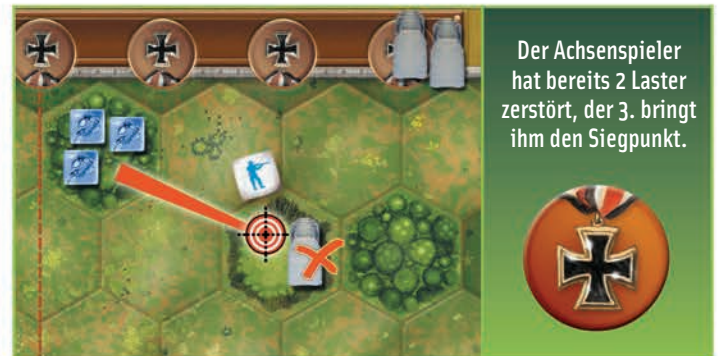 Der Achsenspieler
hat bereits 2 Laster
zerstört, der 3. bringt
ihm den Siegpunkt.